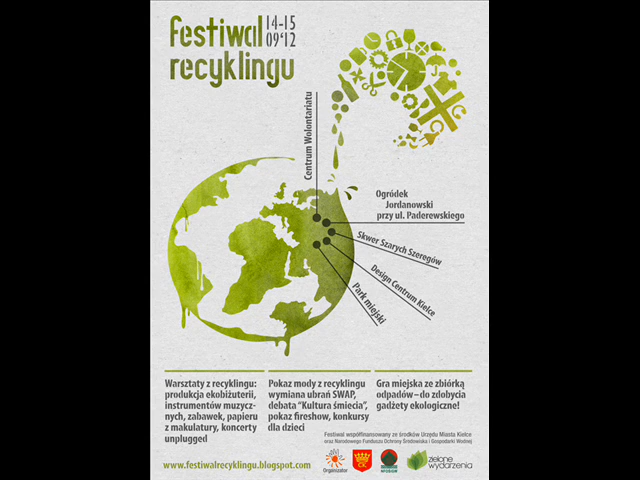 festiwal 14-15
09'12
recyklingu
Centrum Wolontariatu
Ogródek
Jordanowski
przy ul. Paderewskiego
Skwer Szarych Szeregów
Design Centrum Kielce
Park miejski
Warsztaty z recyklingu:
produkcja ekobiżuterii,
instrumentów muzycz-
nych, zabawek, papieru
z makulatury, koncerty
unplugged
Pokaz mody z recyklingu
wymiana ubrań SWAP,
debata "Kultura śmiecia",
pokaz fireshow, konkursy
dla dzieci
Gra miejska ze zbiórką
odpadów – do zdobycia
gadżety ekologiczne!
Festiwal współfinansowany ze środków Urzędu Miasta Kielce
oraz Narodowego Funduszu Ochrony Środowiska i Gospodarki Wodnej
www.festiwalrecyklingu.blogspot.com
Organizator
CK
NFOŚiGW
zielone
wydarzenia